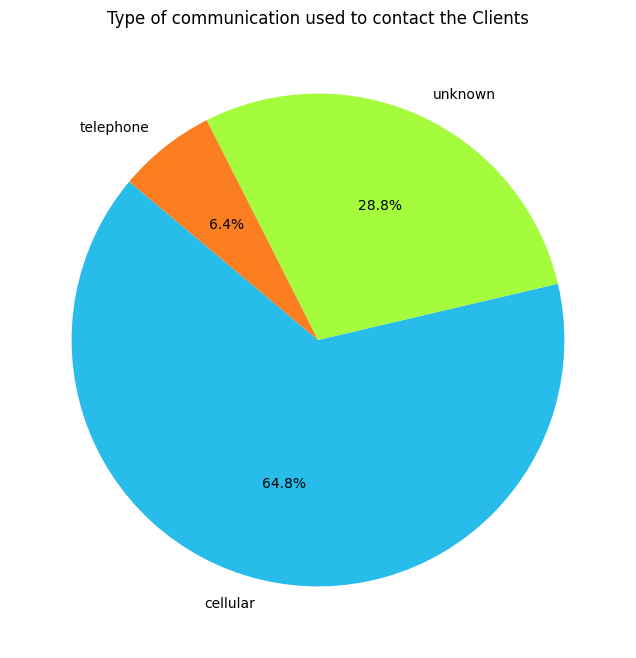 Type of communication used to contact the Clients
unknown
telephone
28.8%
6.4%
64.8%
cellular